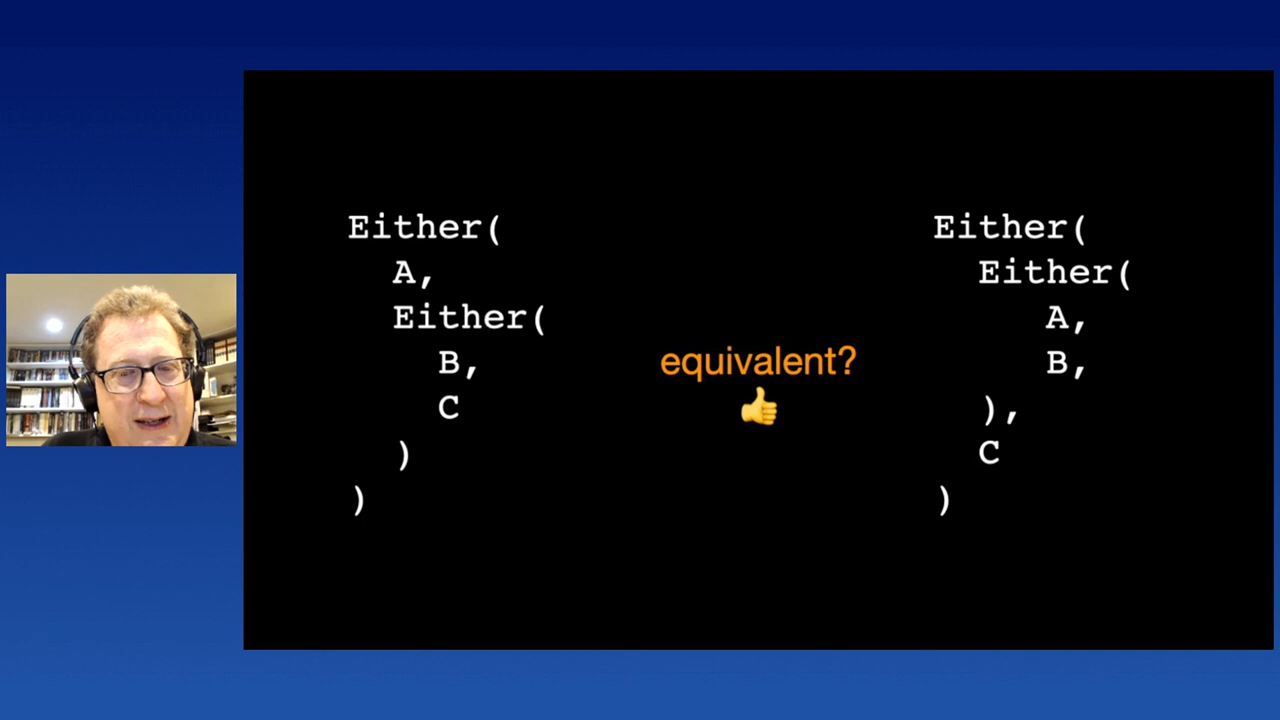 Either(
A,
Either(
B,
C
)
)
equivalent?
👍
Either(
Either(
A,
B,
),
C
)